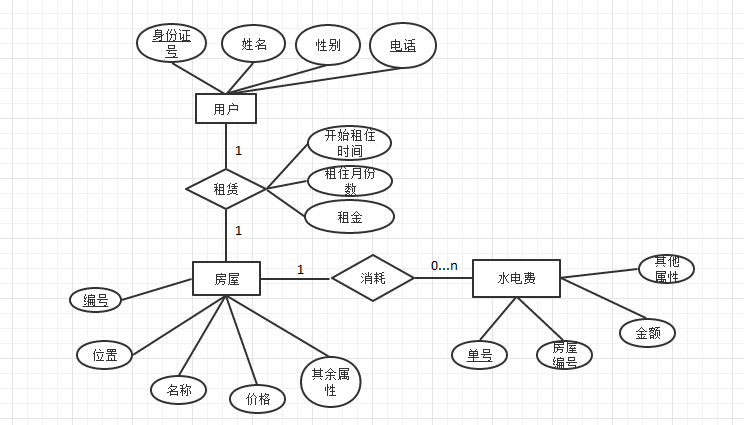 身份证
号
姓名
性别
电话
用户
1
开始租住
时间
租住月份
数
租金
租赁
1
房屋
1
消耗
0...n
水电费
其他
属性
编号
位置
名称
价格
其余属
性
单号
房屋
编号
金额